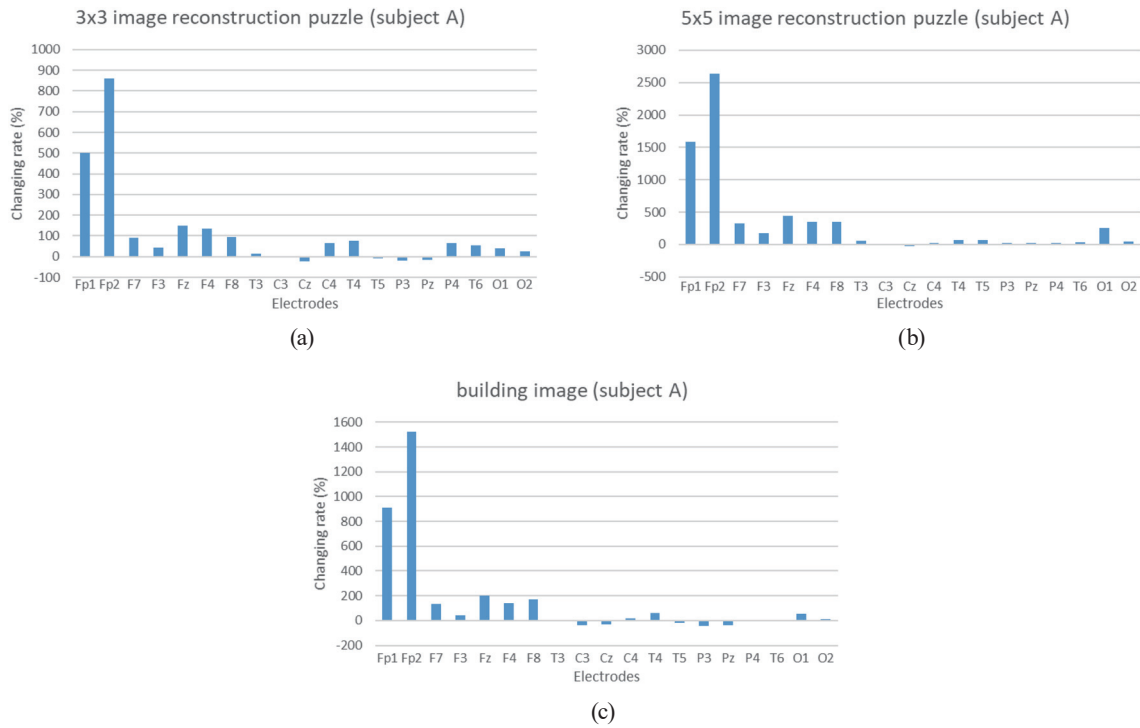 3x3 image reconstruction puzzle (subject A)
1000
900
800
700
600
500
400
300
200
100
0
-100
Changing rate (%)
Fp1 Fp2 F7 F3 Fz F4 F8 T3 C3 Cz C4 T4 T5 P3 Pz P4 T6 O1 O2
Electrodes
(a)
5x5 image reconstruction puzzle (subject A)
3000
2500
2000
1500
1000
500
0
-500
Changing rate (%)
Fp1 Fp2 F7 F3 Fz F4 F8 T3 C3 Cz C4 T4 T5 P3 Pz P4 T6 O1 O2
Electrodes
(b)
building image (subject A)
1600
1400
1200
1000
800
600
400
200
0
-200
Changing rate (%)
Fp1 Fp2 F7 F3 Fz F4 F8 T3 C3 Cz C4 T4 T5 P3 Pz P4 T6 O1 O2
Electrodes
(c)